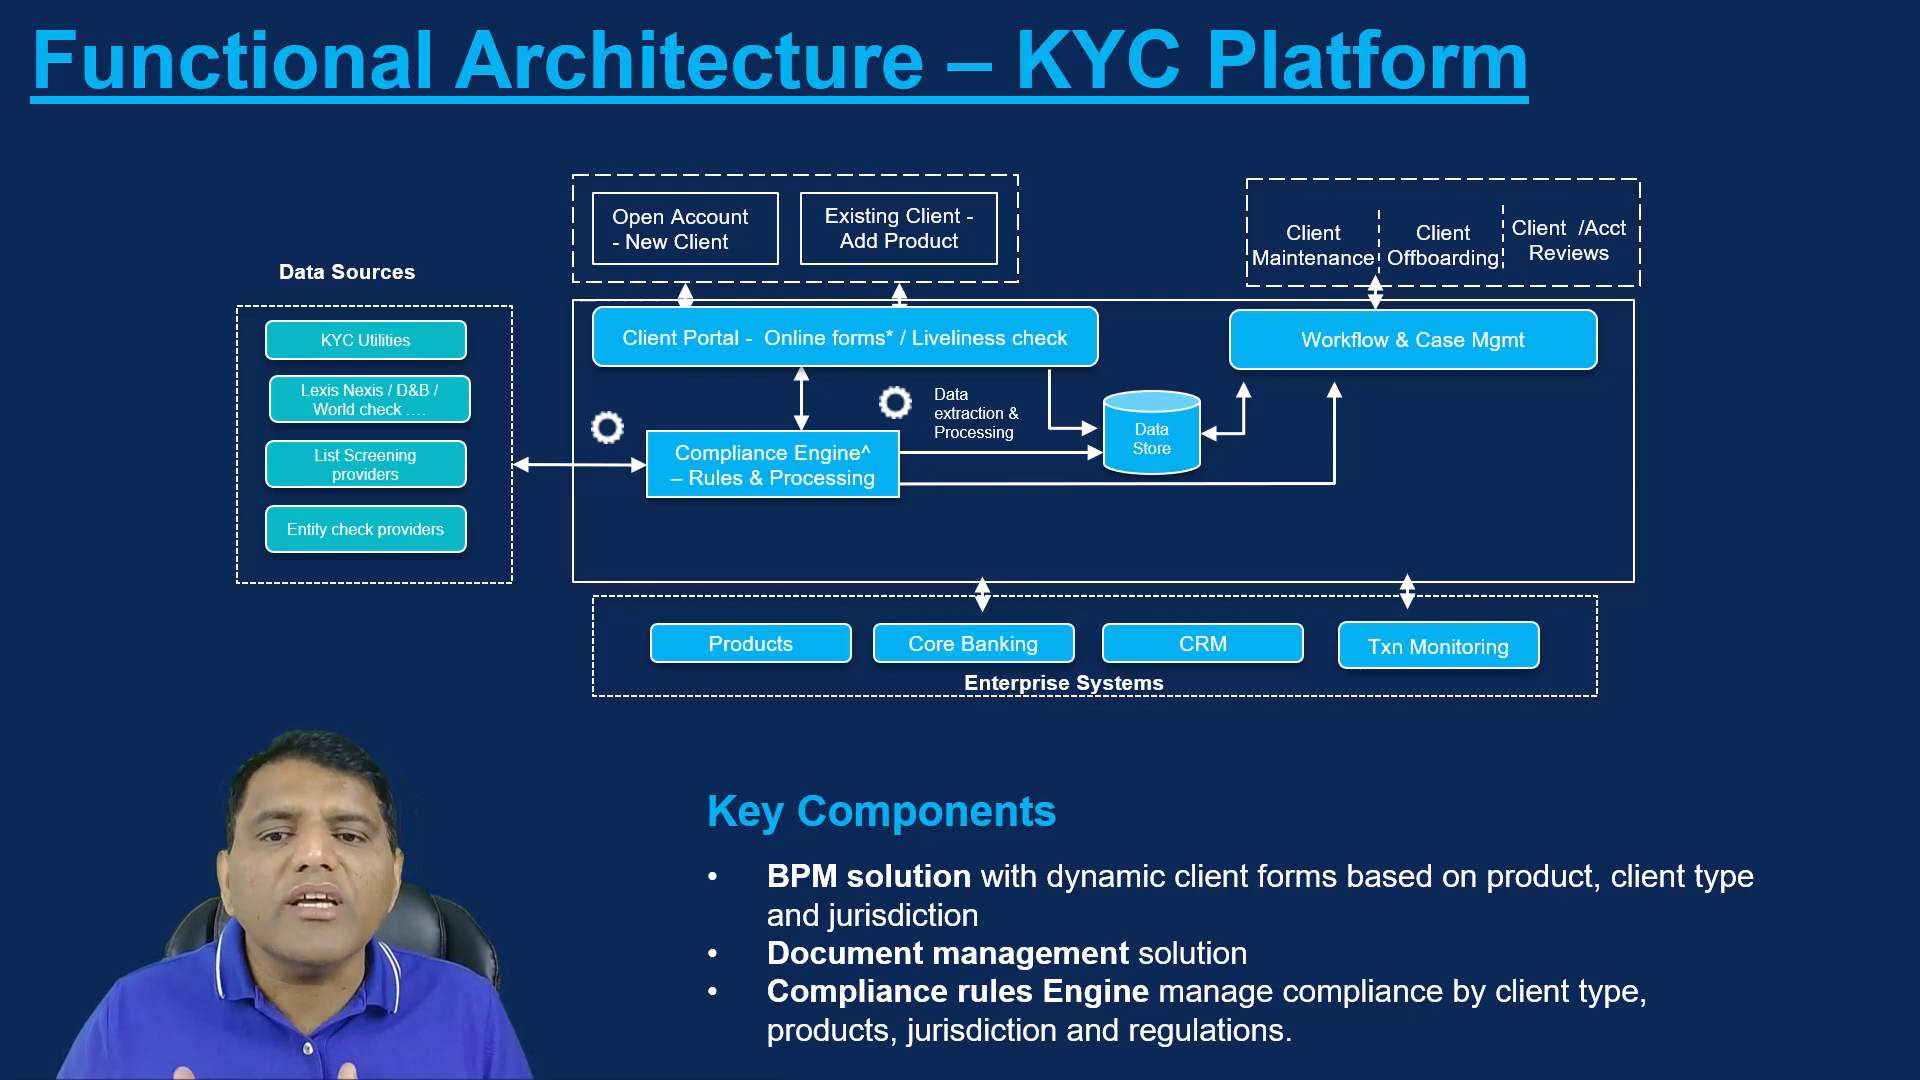 Functional Architecture – KYC Platform
Open Account
- New Client
Existing Client -
Add Product
Client
Maintenance
Client
Offboarding
Client /Acct
Reviews
Data Sources
KYC Utilities
Lexis Nexis / D&B /
World check ....
List Screening
providers
Entity check providers
Client Portal - Online forms* / Liveliness check
Workflow & Case Mgmt
Data
extraction &
Processing
Data
Store
Compliance Engine^
– Rules & Processing
Products
Core Banking
CRM
Txn Monitoring
Enterprise Systems
Key Components
• BPM solution with dynamic client forms based on product, client type
and jurisdiction
• Document management solution
• Compliance rules Engine manage compliance by client type,
products, jurisdiction and regulations.